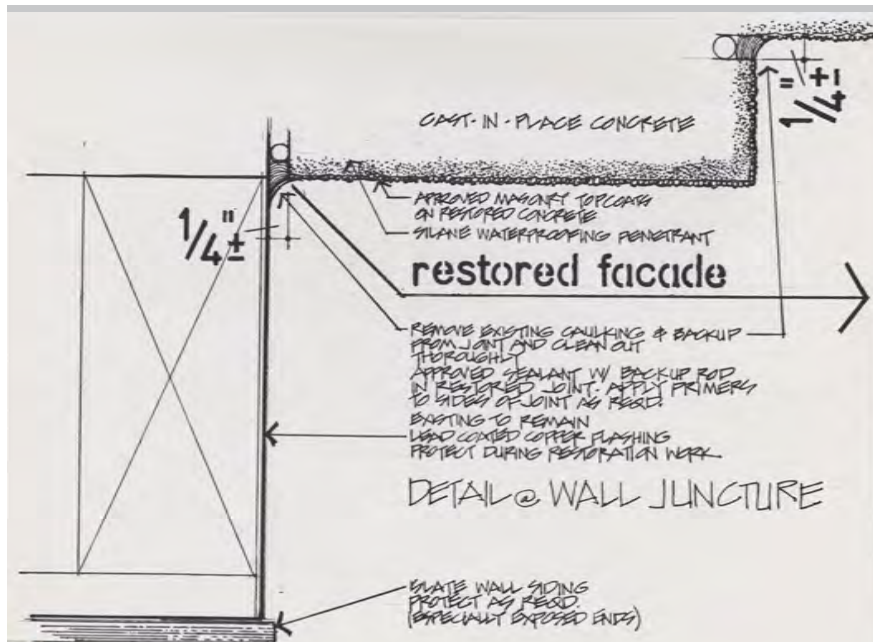 1/4" ±
CAST-IN-PLACE CONCRETE
APPROVED MASONRY TOPCOATS
ON RESTORED CONCRETE
SILANE WATERPROOFING PENETRANT
1/4" ±
restored facade
REMOVE EXISTING CAULKING & BACKUP
FROM JOINT AND CLEAN OUT
THOROUGHLY
APPROVED SEALANT W/ BACKUP ROD
IN RESTORED JOINT. APPLY PRIMERS
TO SIDES OF JOINT AS REQD.
EXISTING TO REMAIN
LEAD COATED COPPER FLASHING
PROTECT DURING RESTORATION WORK.
DETAIL @ WALL JUNCTURE
SLATE WALL SIDING
PROTECT AS REQD.
(ESPECIALLY EXPOSED ENDS)